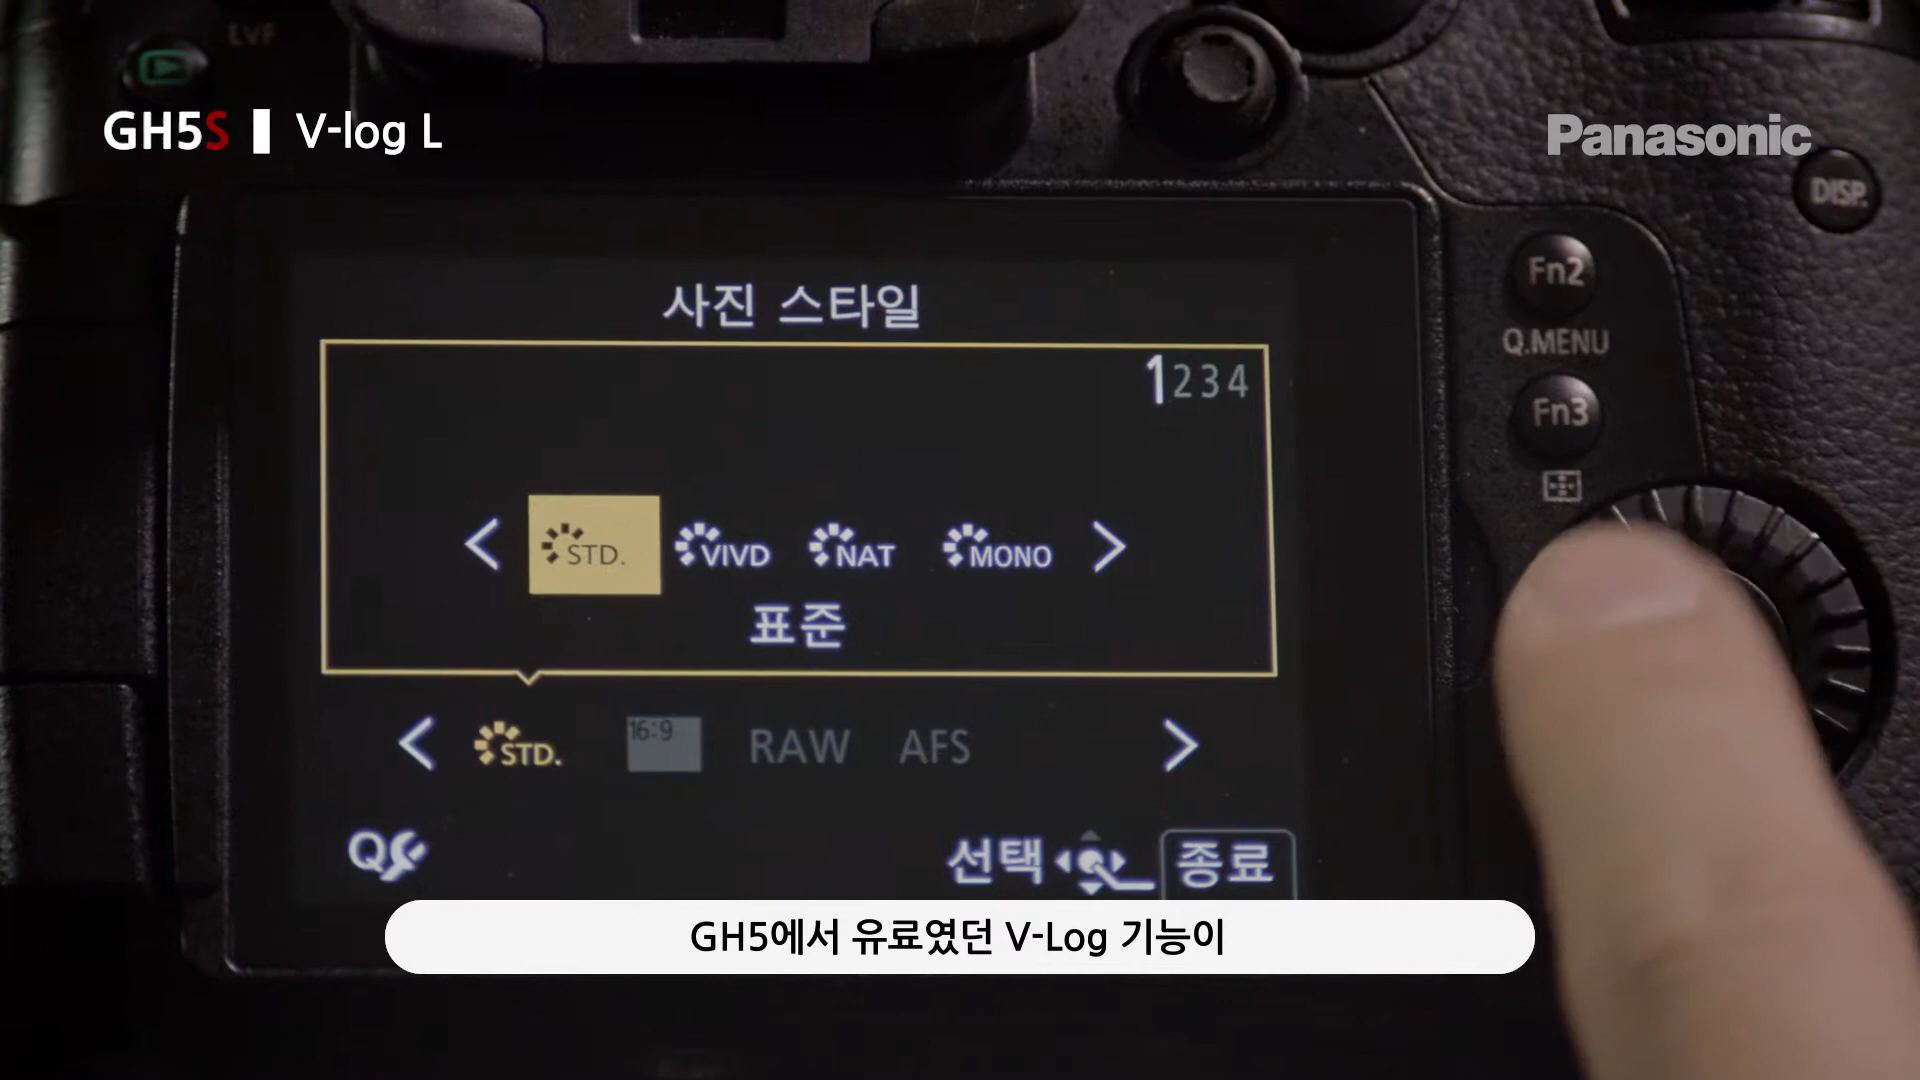 LVF
GH5S V-log L
Panasonic
DISP.
사진 스타일
Fn2
Q.MENU
1234
Fn3
STD. VIVD NAT MONO
표준
STD. 16:9 RAW AFS
Q 선택 종료
GH5에서 유료였던 V-Log 기능이